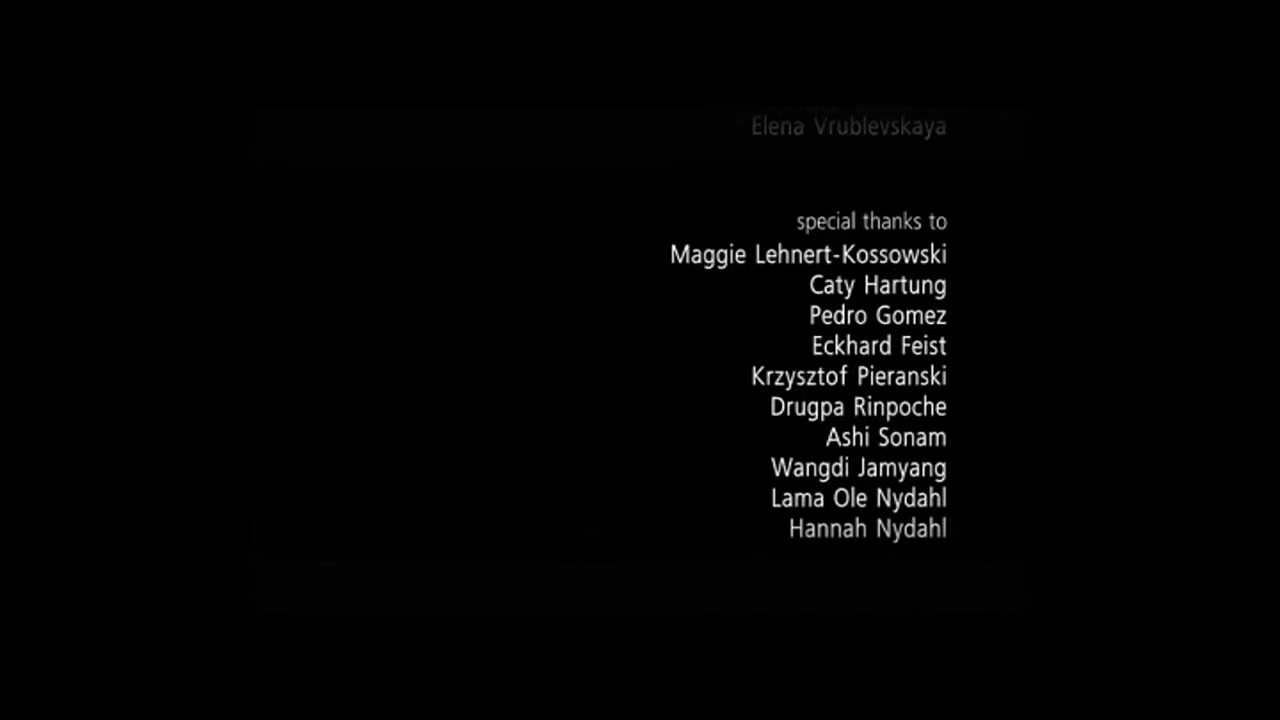 Elena Vrublevskaya
special thanks to
Maggie Lehnert-Kossowski
Caty Hartung
Pedro Gomez
Eckhard Feist
Krzysztof Pieranski
Drugpa Rinpoche
Ashi Sonam
Wangdi Jamyang
Lama Ole Nydahl
Hannah Nydahl